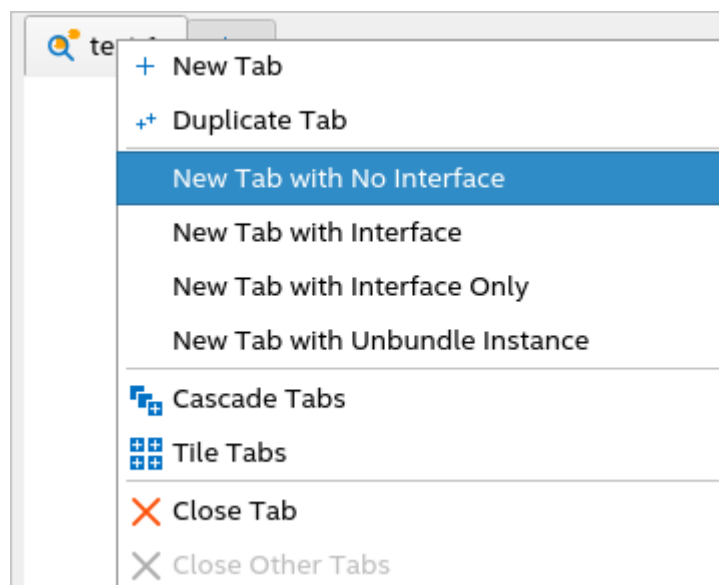 New Tab
Duplicate Tab
New Tab with No Interface
New Tab with Interface
New Tab with Interface Only
New Tab with Unbundle Instance
Cascade Tabs
Tile Tabs
Close Tab
Close Other Tabs